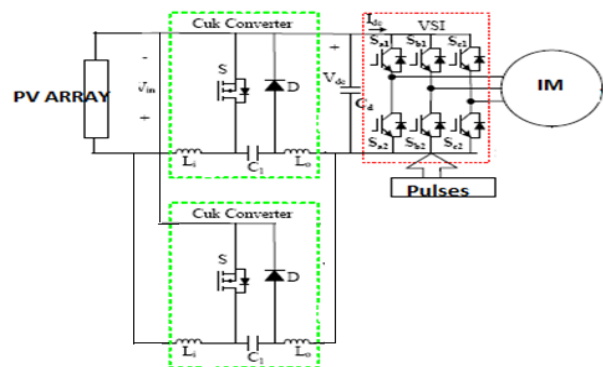 Cuk Converter
VSI
I_dc
S_a1 S_b1 S_c1
PV ARRAY
V_in
-
+
S
D
+
V_dc
C_d
-
IM
S_a2 S_b2 S_c2
L_i
C_1
L_o
Pulses
Cuk Converter
S
D
L_i
C_1
L_o